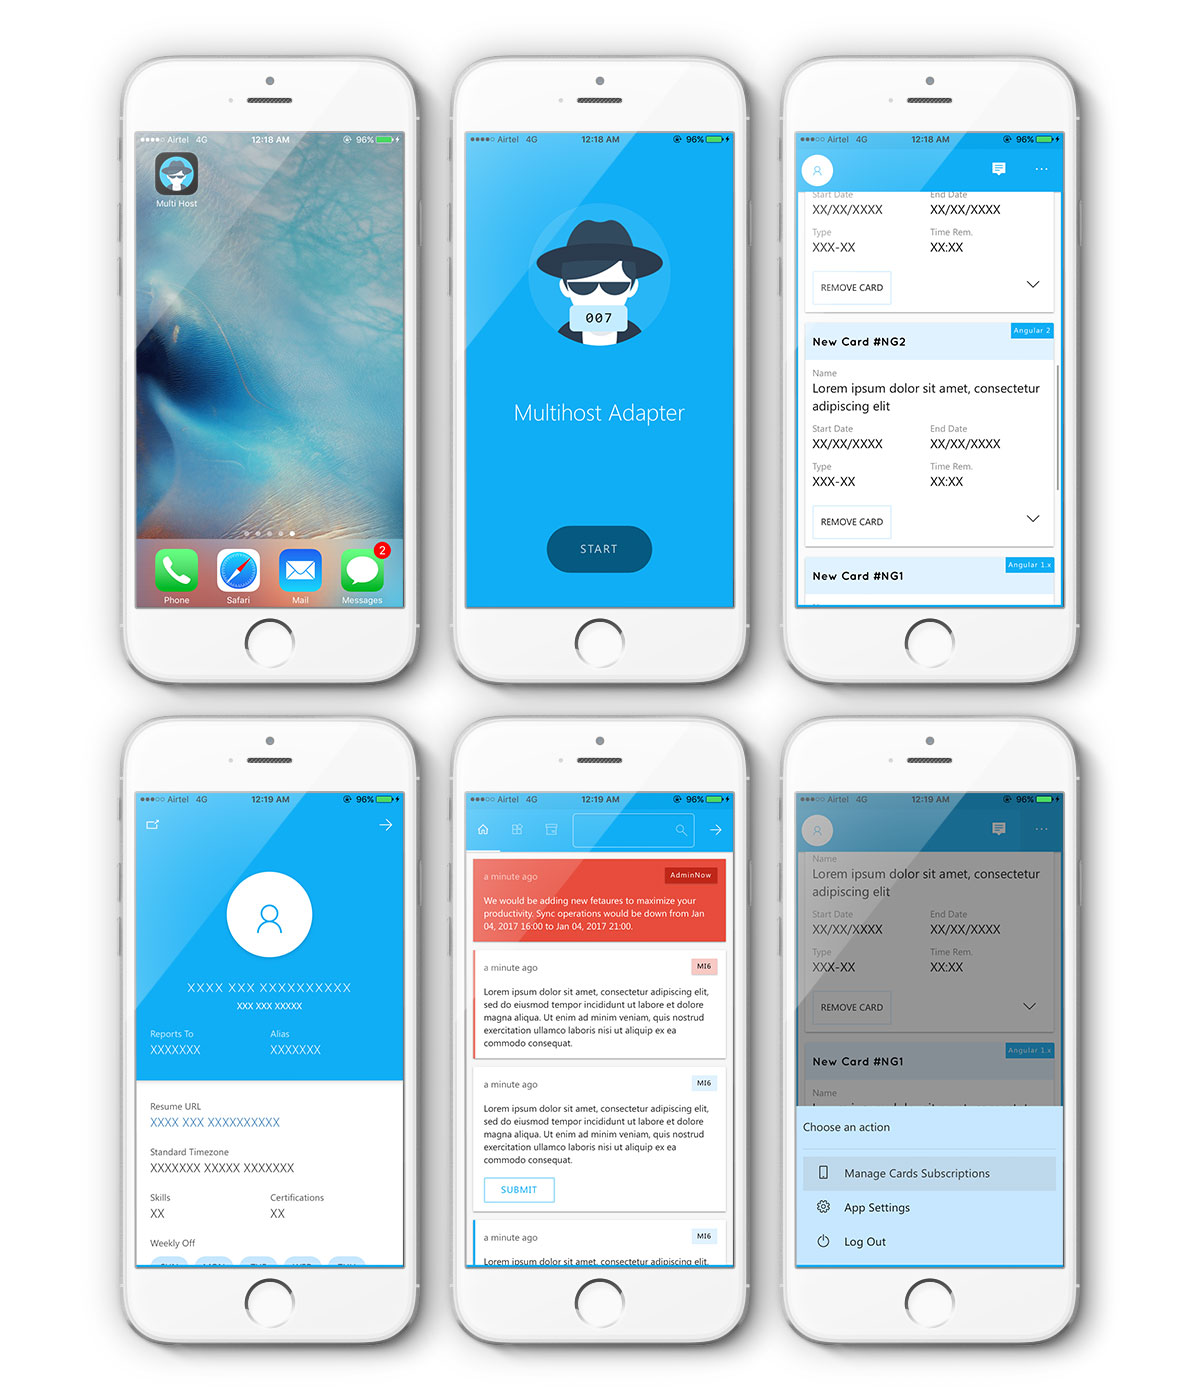 Airtel 4G 12:18 AM 96%
Multi Host
2
Phone Safari Mail Messages
Airtel 4G 12:18 AM 96%
007
Multihost Adapter
START
Airtel 4G 12:18 AM 96%
Start Date End Date
XX/XX/XXXX XX/XX/XXXX
Type Time Rem.
XXX-XX XX:XX
REMOVE CARD
Angular 2
New Card #NG2
Name
Lorem ipsum dolor sit amet, consectetur
adipiscing elit
Start Date End Date
XX/XX/XXXX XX/XX/XXXX
Type Time Rem.
XXX-XX XX:XX
REMOVE CARD
Angular 1.x
New Card #NG1
Airtel 4G 12:19 AM 96%
XXXX XXX XXXXXXXXXX
XXX XXX XXXXX
Reports To Alias
XXXXXXX XXXXXXX
Resume URL
XXXX XXX XXXXXXXXXX
Standard Timezone
XXXXXXX XXXXX XXXXXXX
Skills Certifications
XX XX
Weekly Off
Airtel 4G 12:19 AM 96%
a minute ago AdminNow
We would be adding new fetaures to maximize your
productivity. Sync operations would be down from Jan
04, 2017 16:00 to Jan 04, 2017 21:00.
a minute ago MI6
Lorem ipsum dolor sit amet, consectetur adipiscing elit,
sed do eiusmod tempor incididunt ut labore et dolore
magna aliqua. Ut enim ad minim veniam, quis nostrud
exercitation ullamco laboris nisi ut aliquip ex ea
commodo consequat.
a minute ago MI6
Lorem ipsum dolor sit amet, consectetur adipiscing elit,
sed do eiusmod tempor incididunt ut labore et dolore
magna aliqua. Ut enim ad minim veniam, quis nostrud
exercitation ullamco laboris nisi ut aliquip ex ea
commodo consequat.
SUBMIT
a minute ago MI6
Lorem ipsum dolor sit amet, consectetur adipiscing elit,
Airtel 4G 12:19 AM 96%
Name
Lorem ipsum dolor sit amet, consectetur
adipiscing elit
Start Date End Date
XX/XX/XXXX XX/XX/XXXX
Type Time Rem.
XXX-XX XX:XX
REMOVE CARD
Angular 1.x
New Card #NG1
Name
Choose an action
Manage Cards Subscriptions
App Settings
Log Out